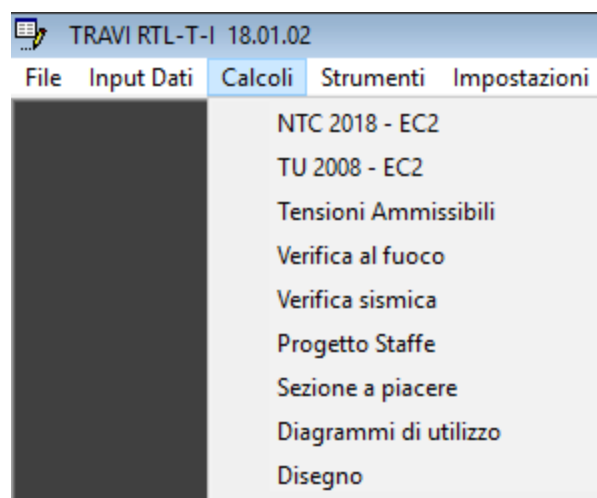 TRAVI RTL-T-I 18.01.02
File Input Dati Calcoli Strumenti Impostazioni
NTC 2018 - EC2
TU 2008 - EC2
Tensioni Ammissibili
Verifica al fuoco
Verifica sismica
Progetto Staffe
Sezione a piacere
Diagrammi di utilizzo
Disegno